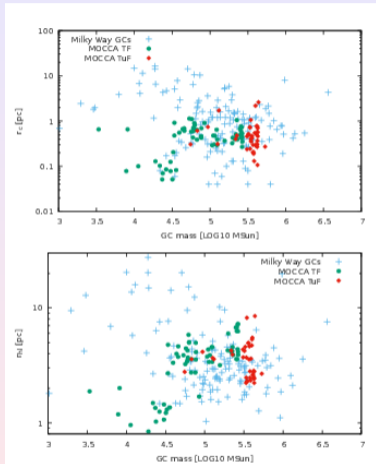 100
Milky Way GCs
MOCCA TF
MOCCA TuF
10
r_c [pc]
1
0.1
0.01
3 3.5 4 4.5 5 5.5 6 6.5 7
GC mass [LOG10 MSun]
Milky Way GCs
MOCCA TF
MOCCA TuF
10
[pc]
1
3 3.5 4 4.5 5 5.5 6 6.5 7
GC mass [LOG10 MSun]